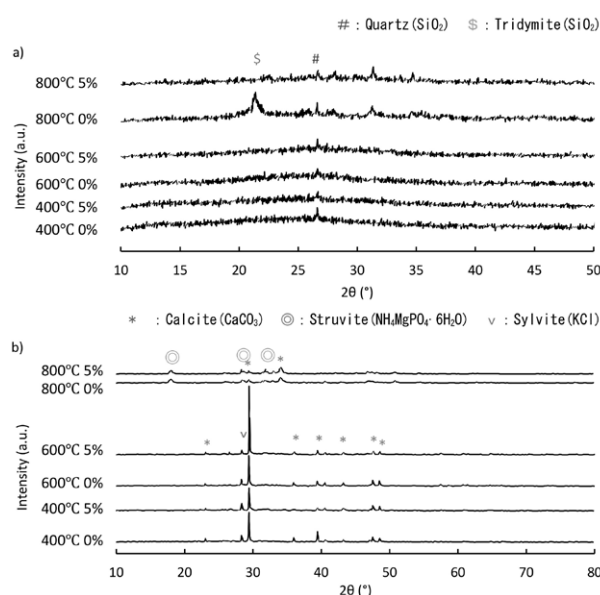 # : Quartz(SiO₂) $ : Tridymite(SiO₂)
a)
$ #
800℃ 5%
800℃ 0%
600℃ 5%
600℃ 0%
400℃ 5%
400℃ 0%
Intensity (a.u.)
10 15 20 25 30 35 40 45 50
2θ (°)
* : Calcite(CaCO₃) ◎ : Struvite(NH₄MgPO₄·6H₂O) v : Sylvite(KCl)
b)
◎ ◎ * ◎ *
800℃ 5%
800℃ 0%
* v * * * * *
600℃ 5%
600℃ 0%
400℃ 5%
400℃ 0%
Intensity (a.u.)
10 20 30 40 50 60 70 80
2θ (°)